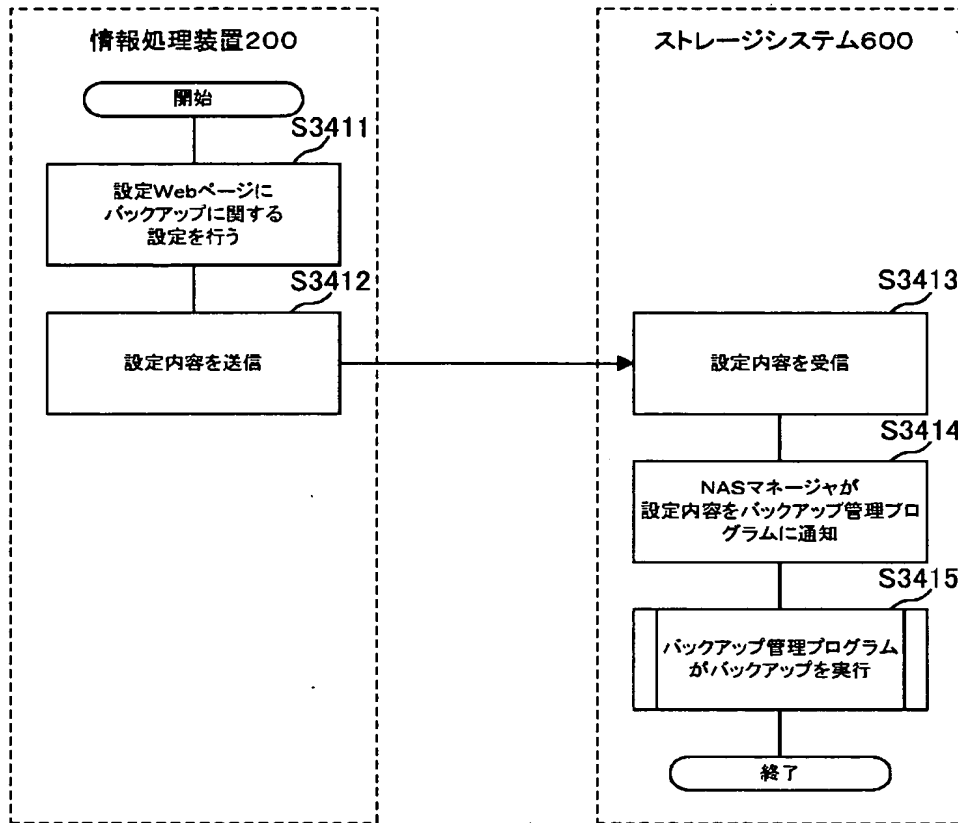 情報処理装置200
開始
S3411
設定Webページに
バックアップに関する
設定を行う
S3412
設定内容を送信
ストレージシステム600
S3413
設定内容を受信
S3414
NASマネージャが
設定内容をバックアップ管理プロ
グラムに通知
S3415
バックアップ管理プログラム
がバックアップを実行
終了